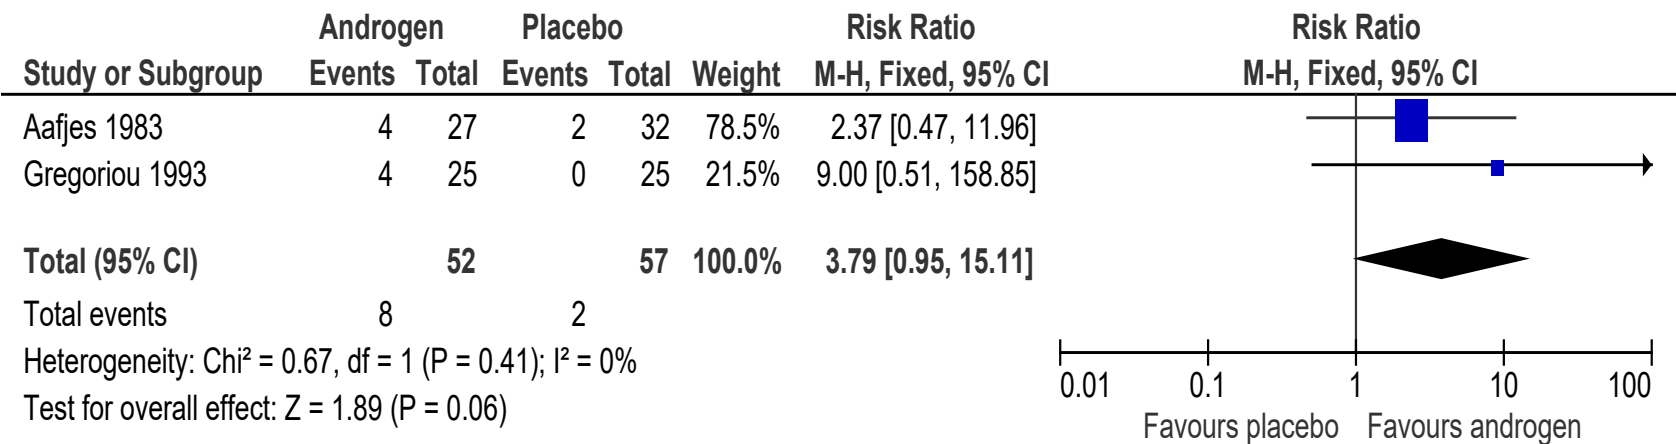 Androgen Placebo Risk Ratio Risk Ratio
Study or Subgroup Events Total Events Total Weight M-H, Fixed, 95% CI M-H, Fixed, 95% CI
Aafjes 1983 4 27 2 32 78.5% 2.37 [0.47, 11.96]
Gregoriou 1993 4 25 0 25 21.5% 9.00 [0.51, 158.85]
Total (95% CI) 52 57 100.0% 3.79 [0.95, 15.11]
Total events 8 2
Heterogeneity: Chi² = 0.67, df = 1 (P = 0.41); I² = 0%
Test for overall effect: Z = 1.89 (P = 0.06)
0.01 0.1 1 10 100
Favours placebo Favours androgen